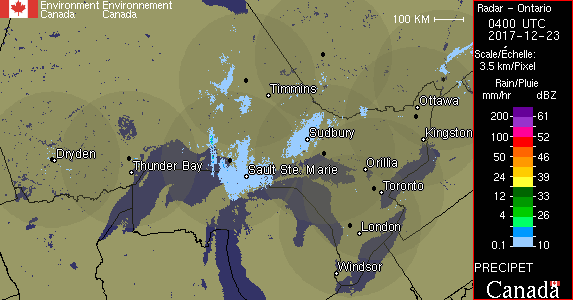 Environment Environnement
Canada Canada
100 KM
Timmins
Ottawa
Sudbury
Kingston
Dryden
Thunder Bay
Sault Ste. Marie
Orillia
Toronto
London
Windsor
Radar - Ontario
0400 UTC
2017-12-23
Scale/Échelle:
3.5 km/Pixel
Rain/Pluie
mm/hr dBZ
200 61
100 52
50 46
24 39
12 33
4 26
0.1 10
PRECIPET
Canada